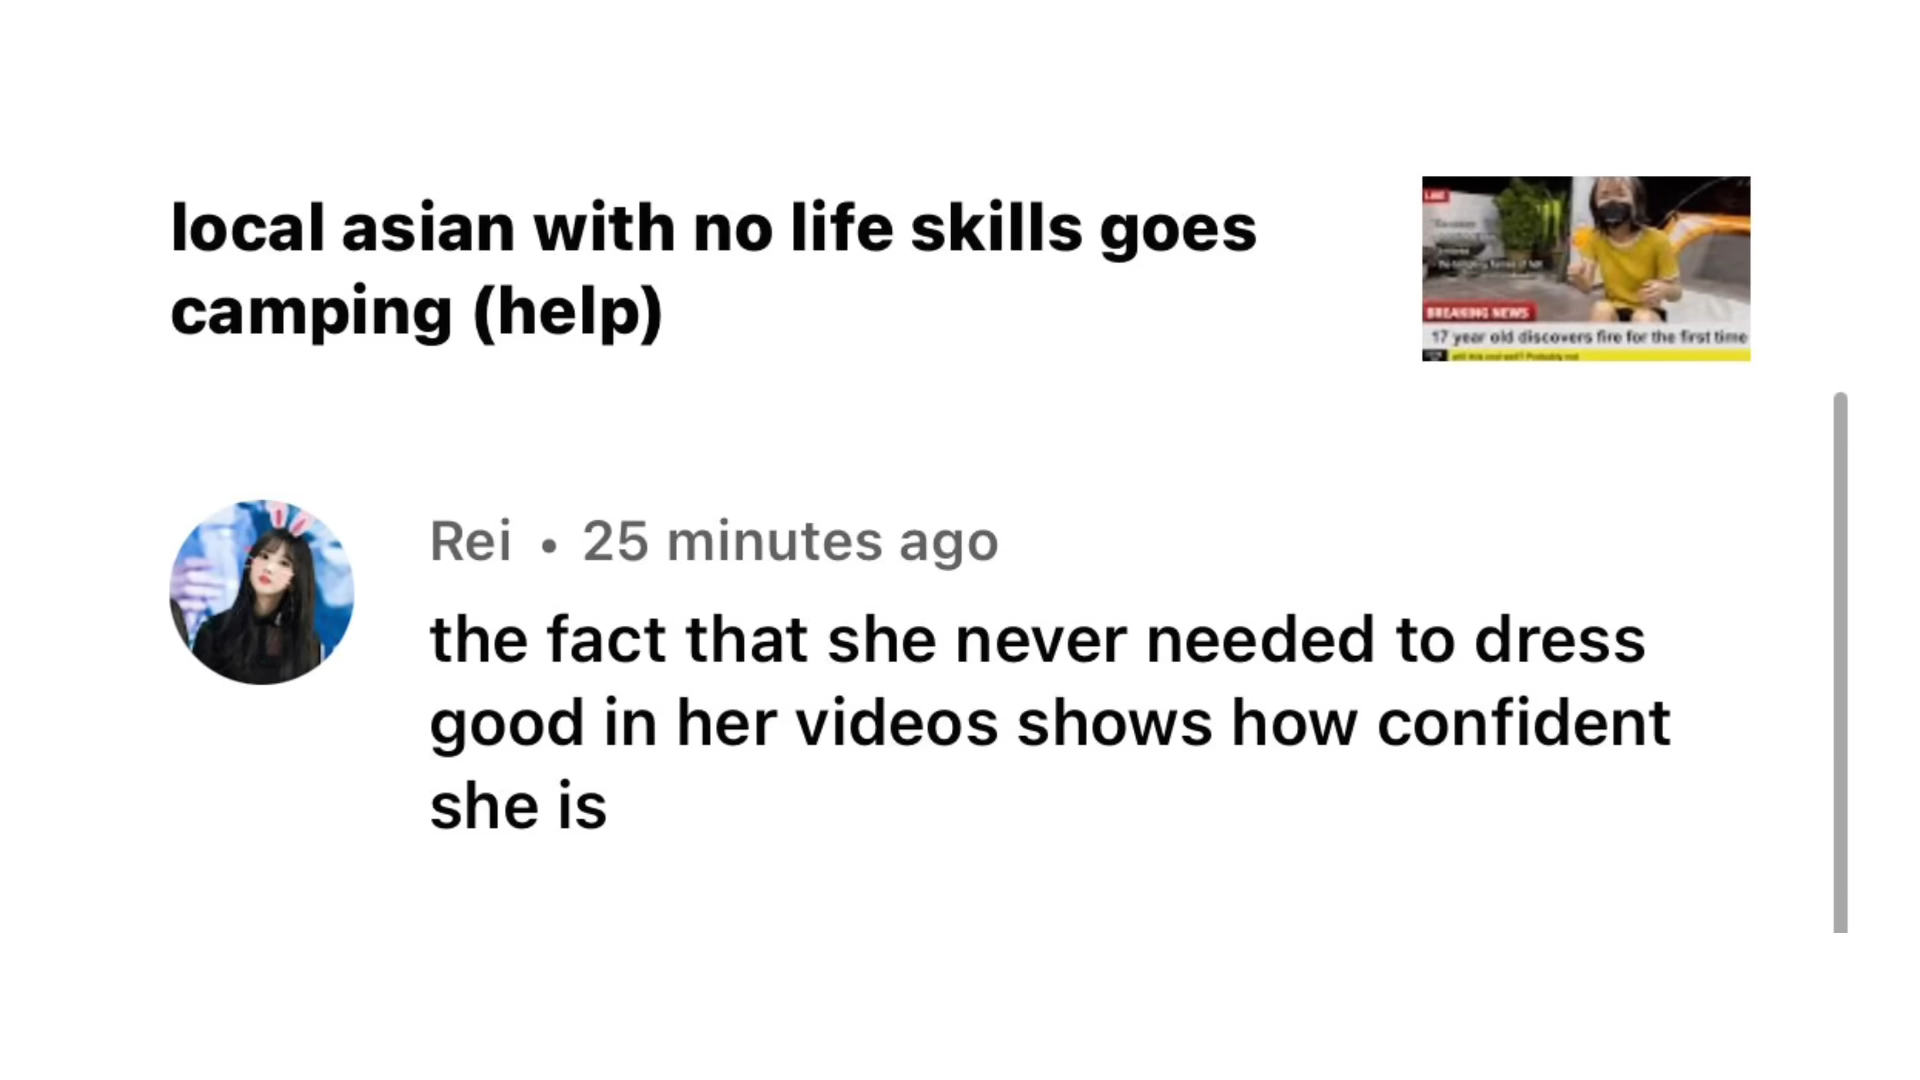 local asian with no life skills goes
camping (help)
LIVE
BREAKING NEWS
17 year old discovers fire for the first time
Rei • 25 minutes ago
the fact that she never needed to dress
good in her videos shows how confident
she is